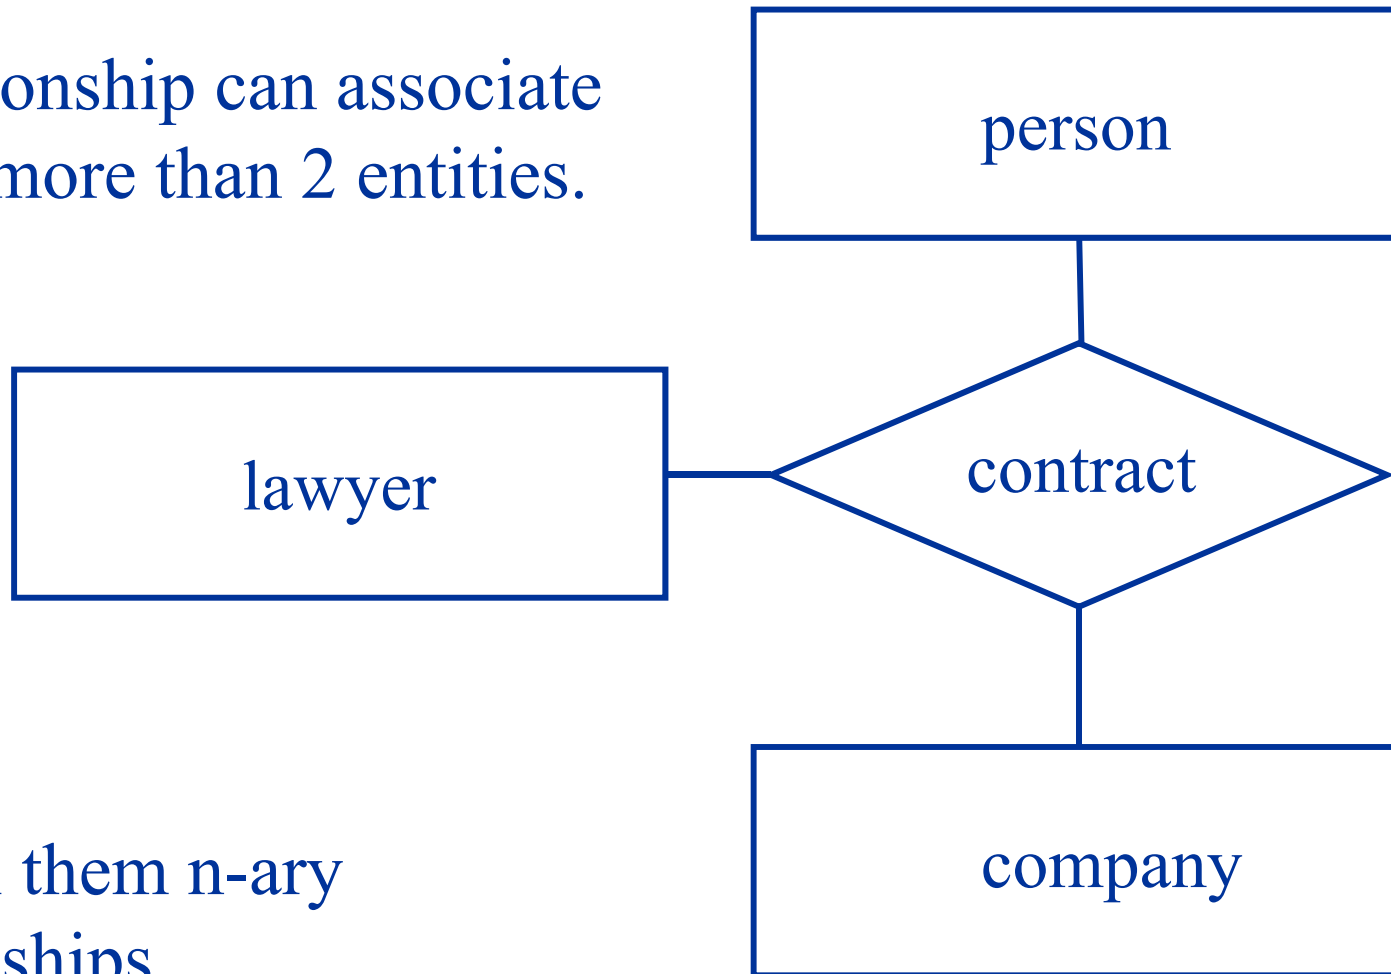 onship can associate
more than 2 entities.
person
lawyer
contract
them n-ary
company
ships